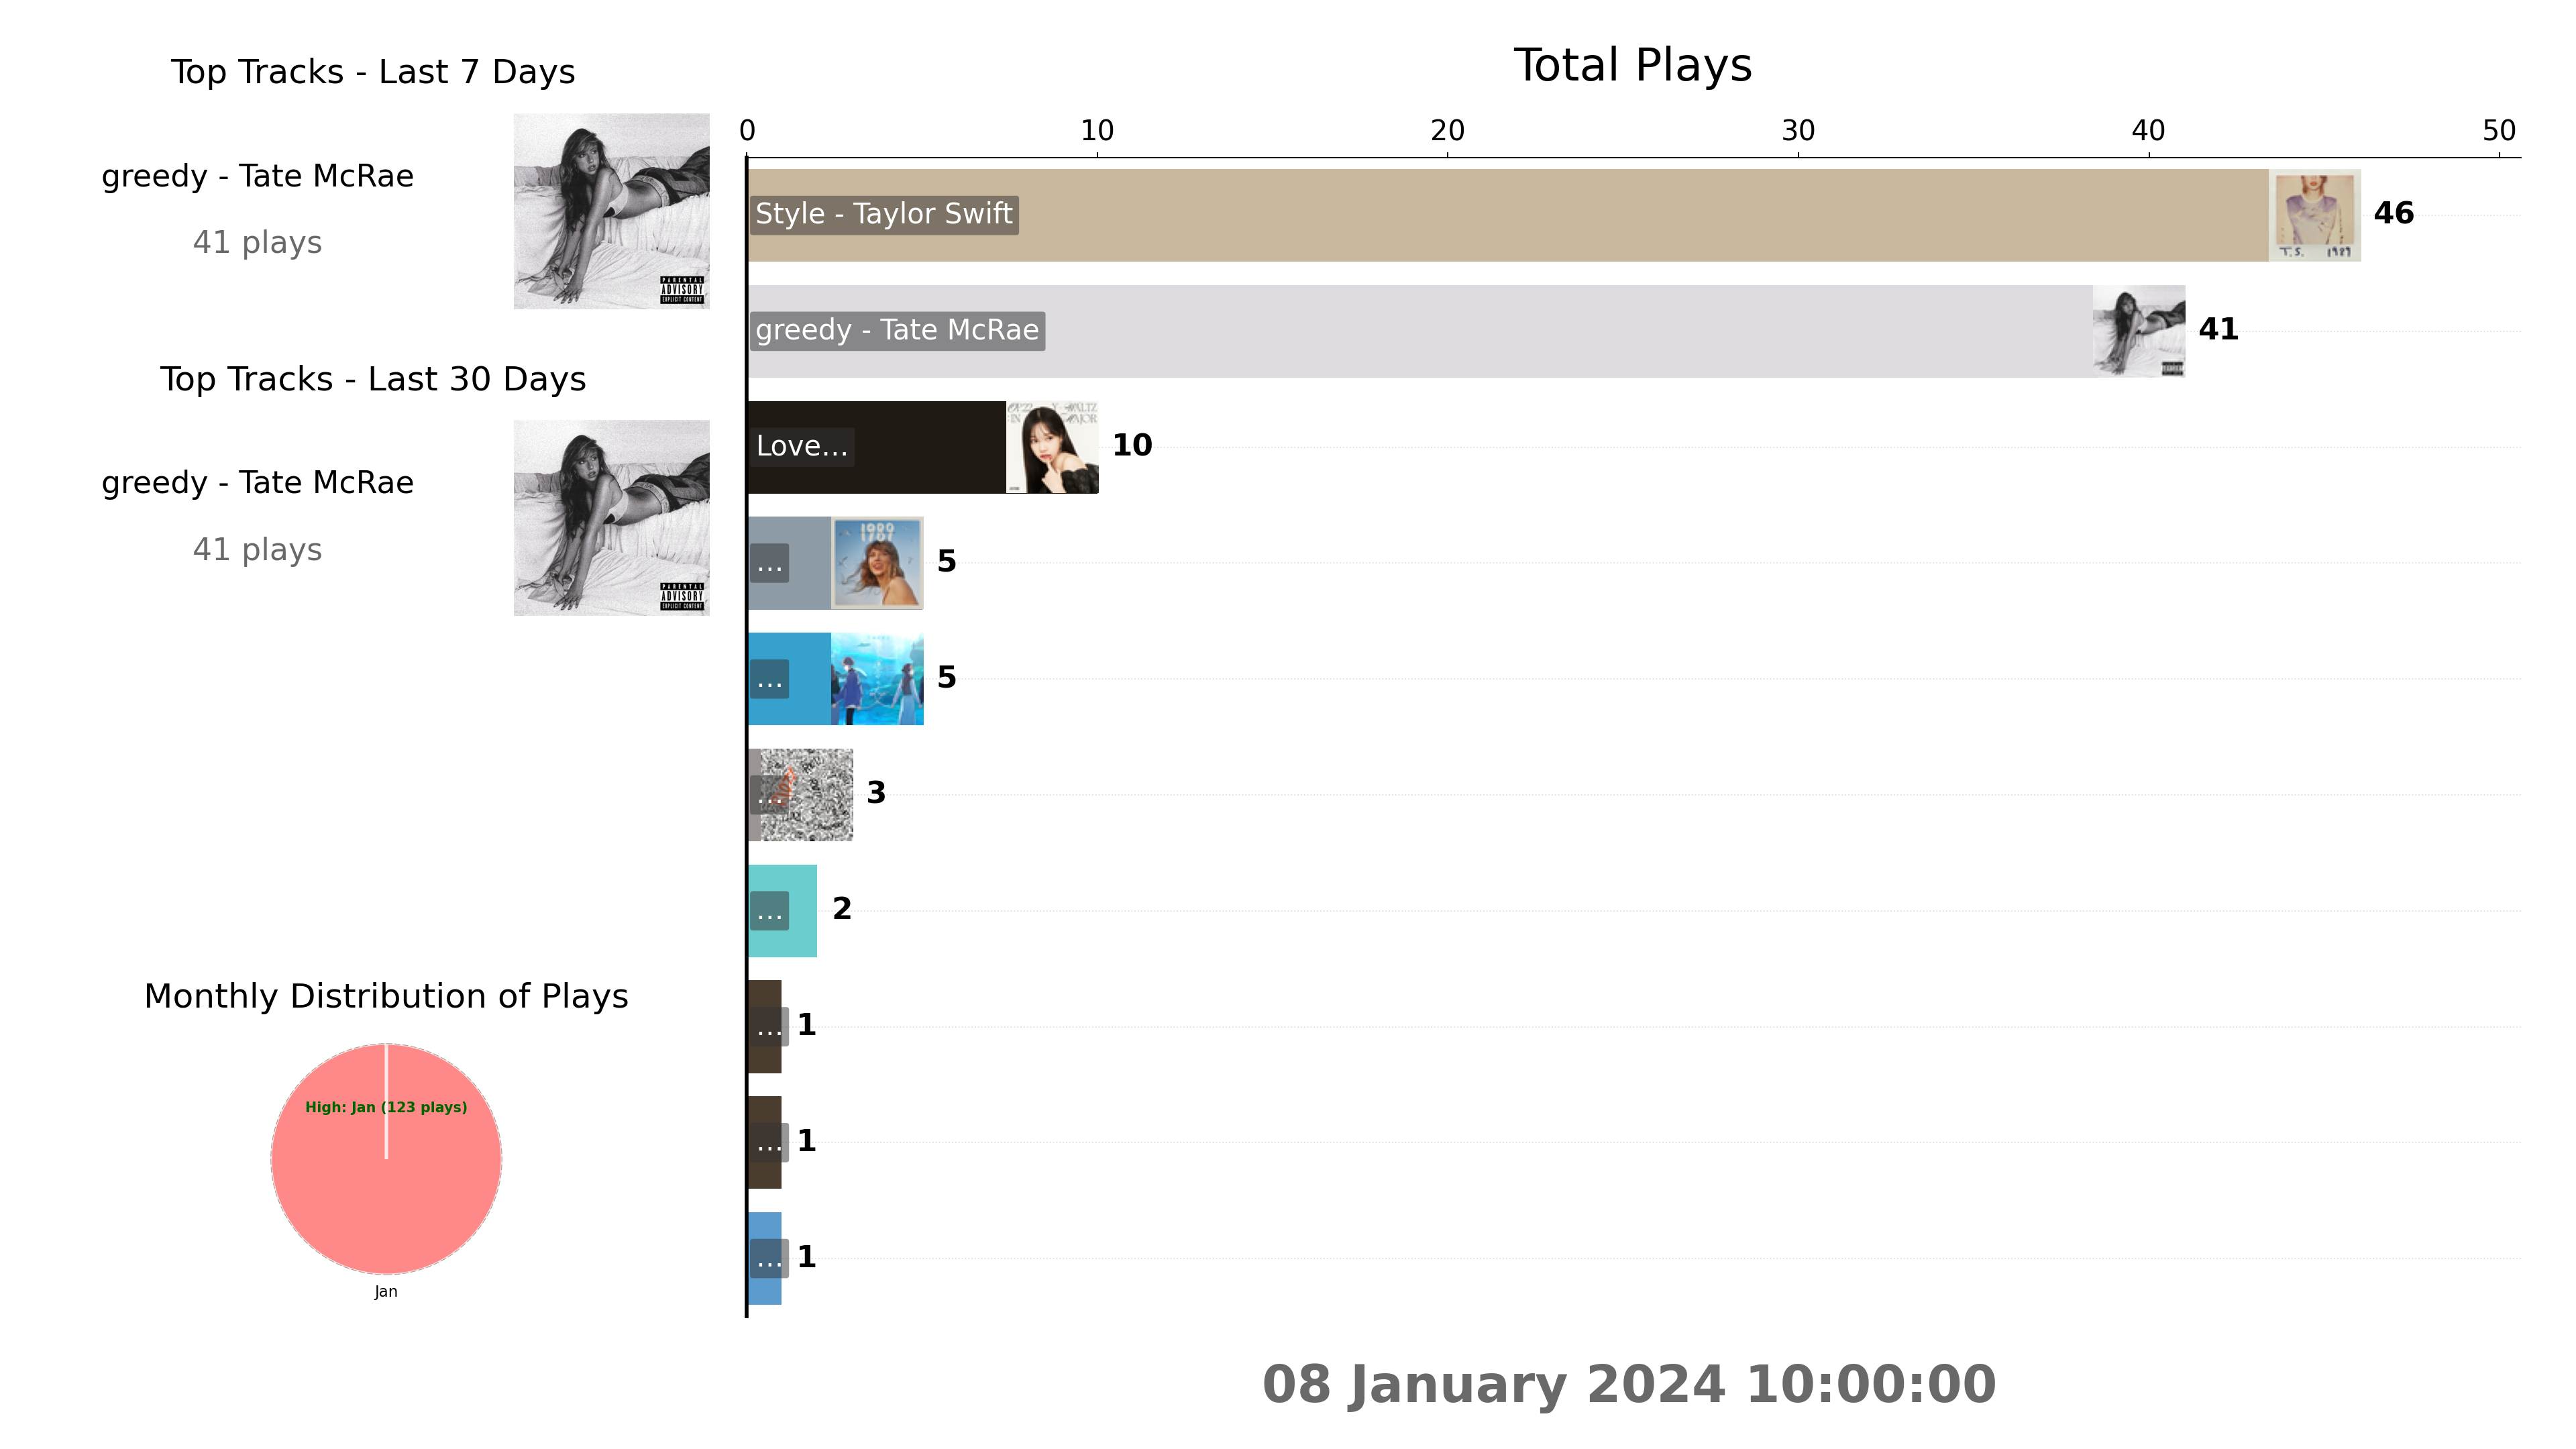 Top Tracks - Last 7 Days
greedy - Tate McRae
41 plays
PARENTAL
ADVISORY
EXPLICIT CONTENT
Top Tracks - Last 30 Days
greedy - Tate McRae
41 plays
PARENTAL
ADVISORY
EXPLICIT CONTENT
Monthly Distribution of Plays
High: Jan (123 plays)
Jan
Total Plays
0 10 20 30 40 50
Style - Taylor Swift T.S. 1989 46
greedy - Tate McRae 41
Love... 10
... 5
... 5
... 3
... 2
... 1
... 1
... 1
08 January 2024 10:00:00